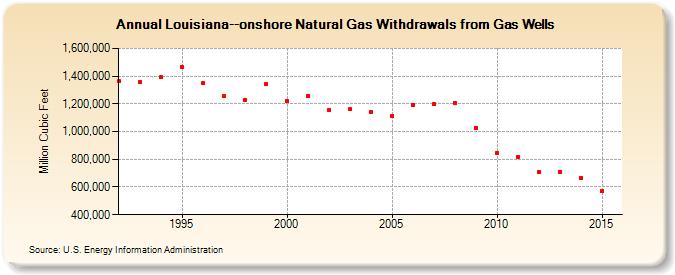 Annual Louisiana--onshore Natural Gas Withdrawals from Gas Wells
Million Cubic Feet
1,600,000
1,400,000
1,200,000
1,000,000
800,000
600,000
400,000
1995 2000 2005 2010 2015
Source: U.S. Energy Information Administration